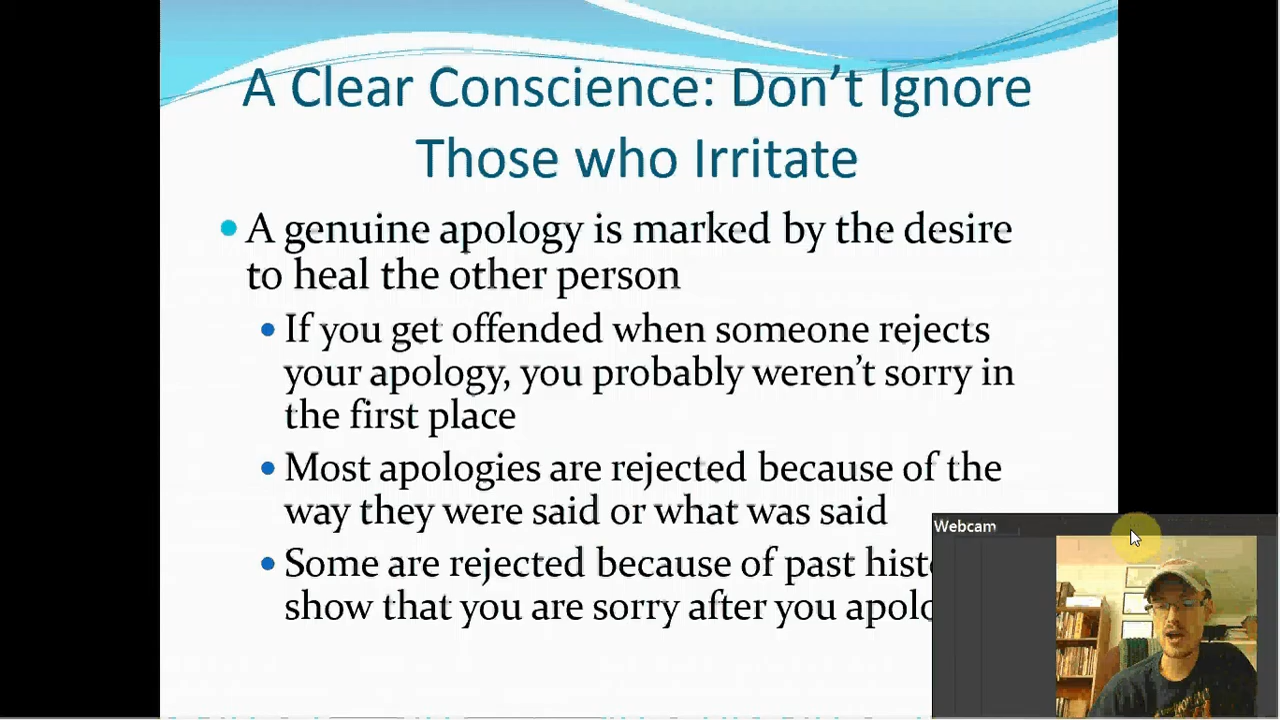 A Clear Conscience: Don't Ignore
Those who Irritate
• A genuine apology is marked by the desire
to heal the other person
• If you get offended when someone rejects
your apology, you probably weren't sorry in
the first place
• Most apologies are rejected because of the
way they were said or what was said
• Some are rejected because of past
show that you are sorry after you
Webcam